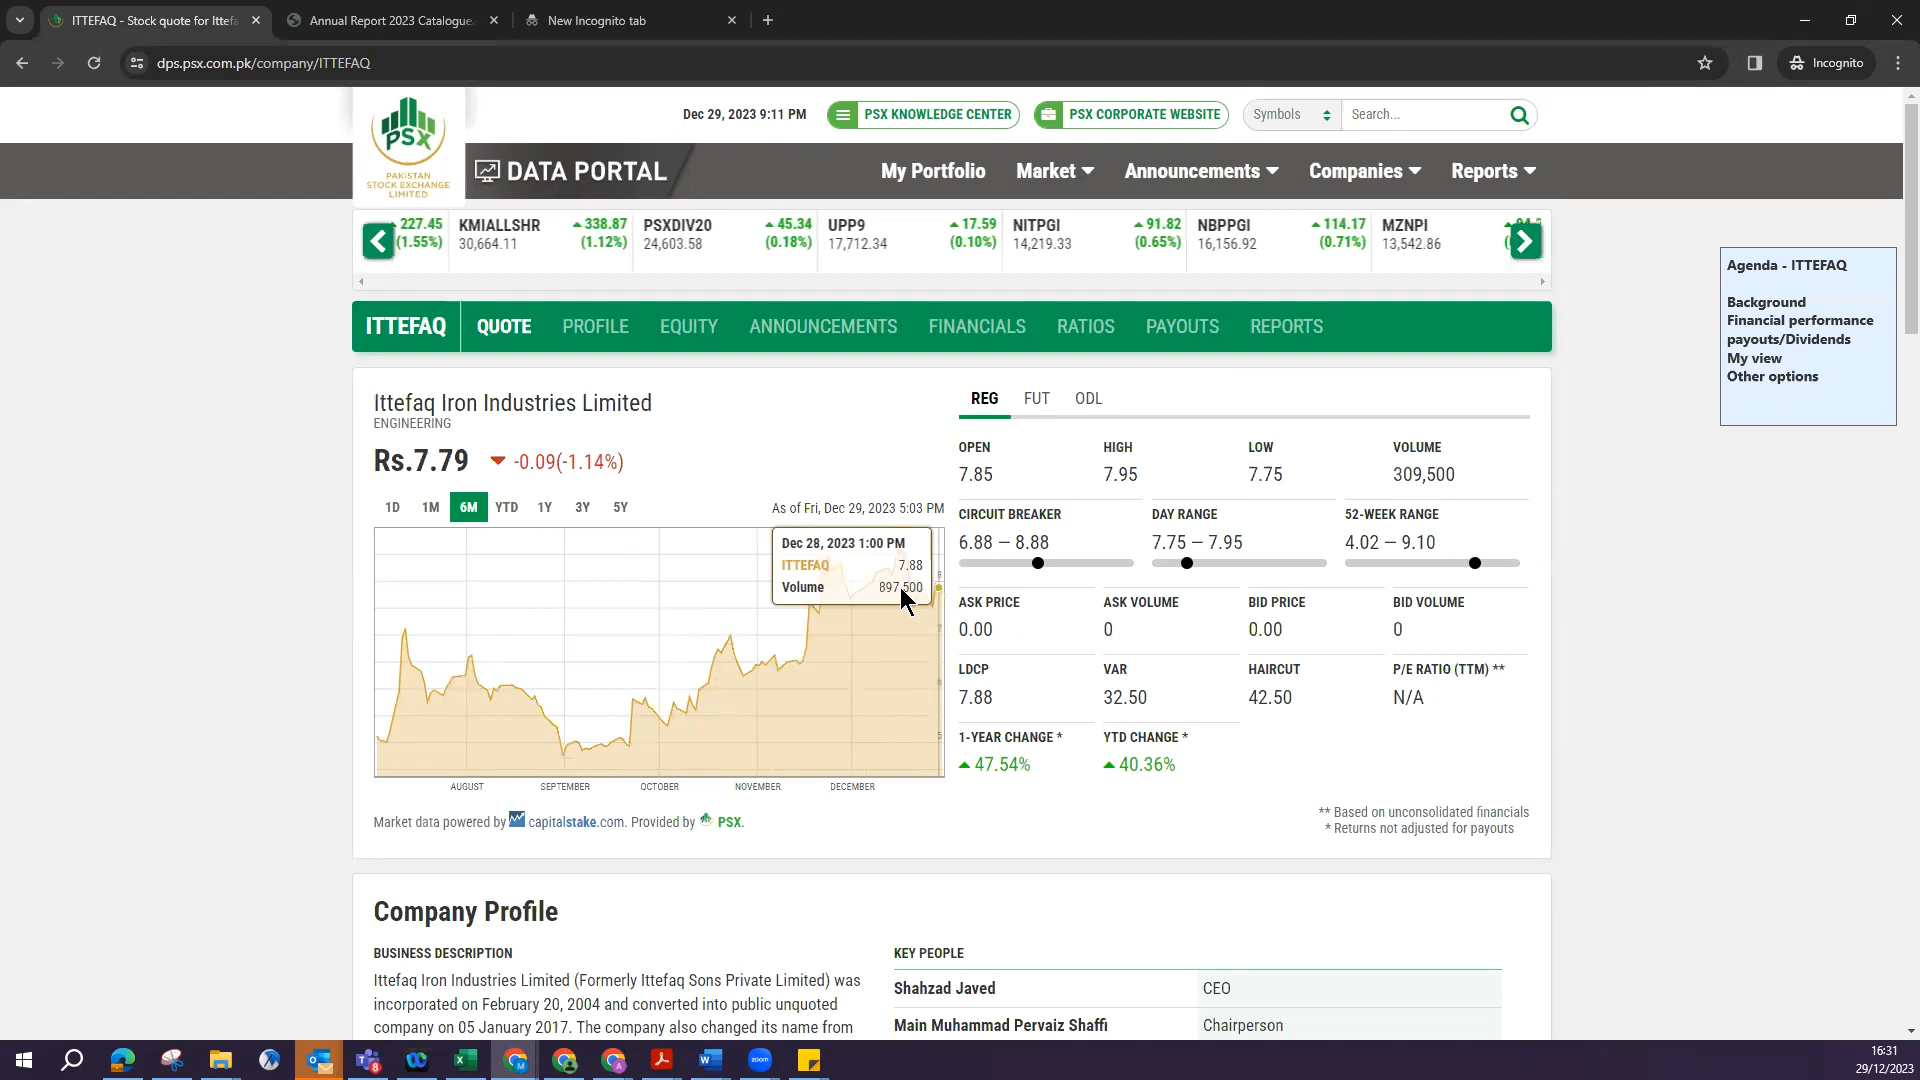 ITTEFAQ - Stock quote for Ittefa
Annual Report 2023 Catalogue.
New Incognito tab
dps.psx.com.pk/company/ITTEFAQ
Incognito
PSX
PAKISTAN
STOCK EXCHANGE
LIMITED
Dec 29, 2023 9:11 PM
PSX KNOWLEDGE CENTER
PSX CORPORATE WEBSITE
Symbols
Search...
DATA PORTAL
My Portfolio
Market
Announcements
Companies
Reports
227.45
(1.55%)
KMIALLSHR 338.87
30,664.11 (1.12%)
PSXDIV20 45.34
24,603.58 (0.18%)
UPP9 17.59
17,712.34 (0.10%)
NITPGI 91.82
14,219.33 (0.65%)
NBPPGI 114.17
16,156.92 (0.71%)
MZNPI
13,542.86
Agenda - ITTEFAQ
Background
Financial performance
payouts/Dividends
My view
Other options
ITTEFAQ QUOTE PROFILE EQUITY ANNOUNCEMENTS FINANCIALS RATIOS PAYOUTS REPORTS
Ittefaq Iron Industries Limited
ENGINEERING
Rs.7.79 -0.09(-1.14%)
1D 1M 6M YTD 1Y 3Y 5Y
As of Fri, Dec 29, 2023 5:03 PM
Dec 28, 2023 1:00 PM
ITTEFAQ 7.88
Volume 897,500
8
7
6
5
AUGUST SEPTEMBER OCTOBER NOVEMBER DECEMBER
Market data powered by capitalstake.com. Provided by PSX.
REG FUT ODL
OPEN HIGH LOW VOLUME
7.85 7.95 7.75 309,500
CIRCUIT BREAKER DAY RANGE 52-WEEK RANGE
6.88 — 8.88 7.75 — 7.95 4.02 — 9.10
ASK PRICE ASK VOLUME BID PRICE BID VOLUME
0.00 0 0.00 0
LDCP VAR HAIRCUT P/E RATIO (TTM) **
7.88 32.50 42.50 N/A
1-YEAR CHANGE * YTD CHANGE *
47.54% 40.36%
** Based on unconsolidated financials
* Returns not adjusted for payouts
Company Profile
BUSINESS DESCRIPTION
Ittefaq Iron Industries Limited (Formerly Ittefaq Sons Private Limited) was
incorporated on February 20, 2004 and converted into public unquoted
company on 05 January 2017. The company also changed its name from
KEY PEOPLE
Shahzad Javed CEO
Main Muhammad Pervaiz Shaffi Chairperson
16:31
29/12/2023